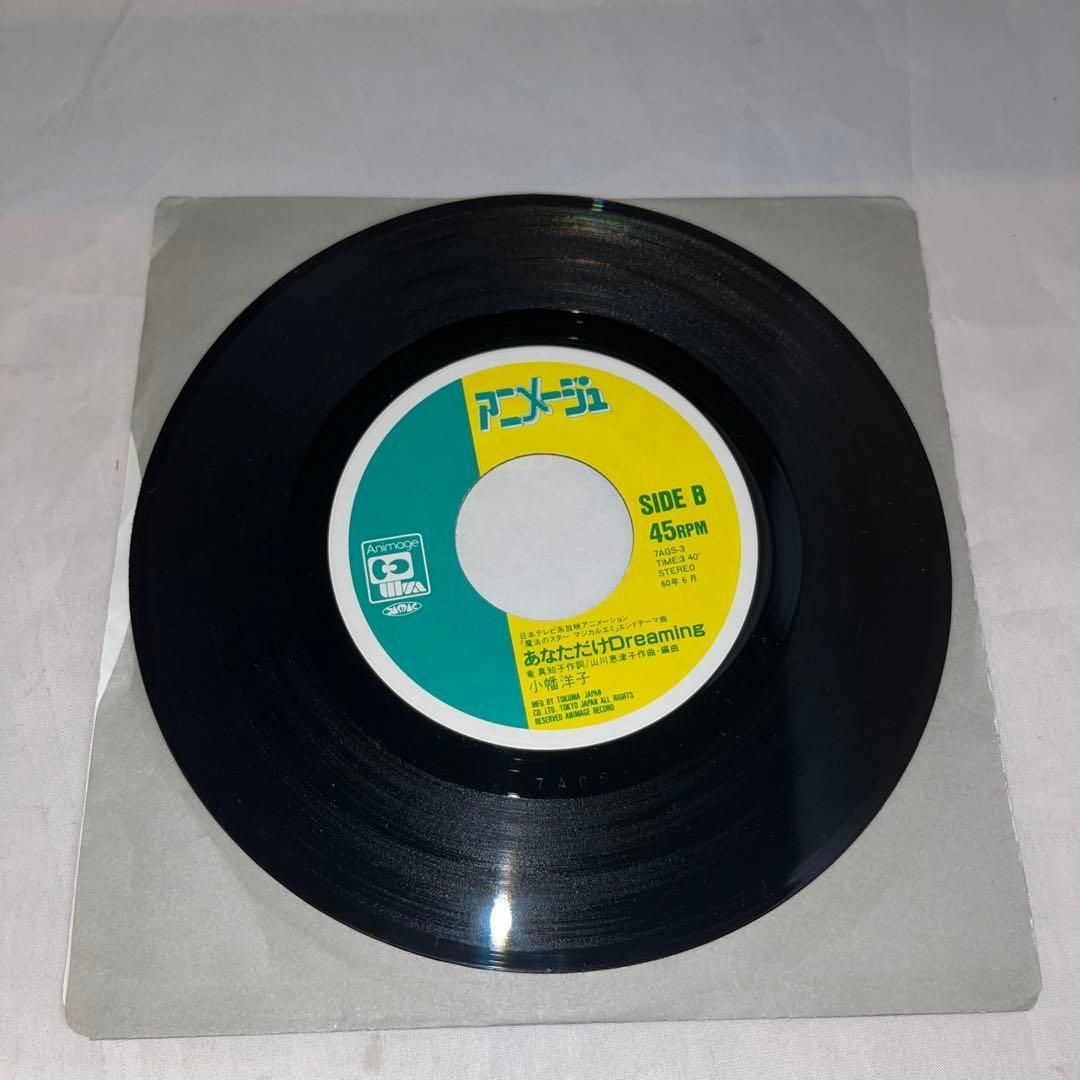 アニメージュ
SIDE B
45RPM
7AGS-3
TIME:3'40"
STEREO
60年6月
Animage
JASRAC
日本テレビ系放映アニメーション
「魔法のスター マジカルエミ」エンドテーマ曲
あなただけDreaming
竜 真知子作詞/山川恵津子作曲・編曲
小幡洋子
MFD. BY TOKUMA JAPAN
CO., LTD. TOKYO JAPAN ALL RIGHTS
RESERVED ANIMAGE RECORD
7AGS